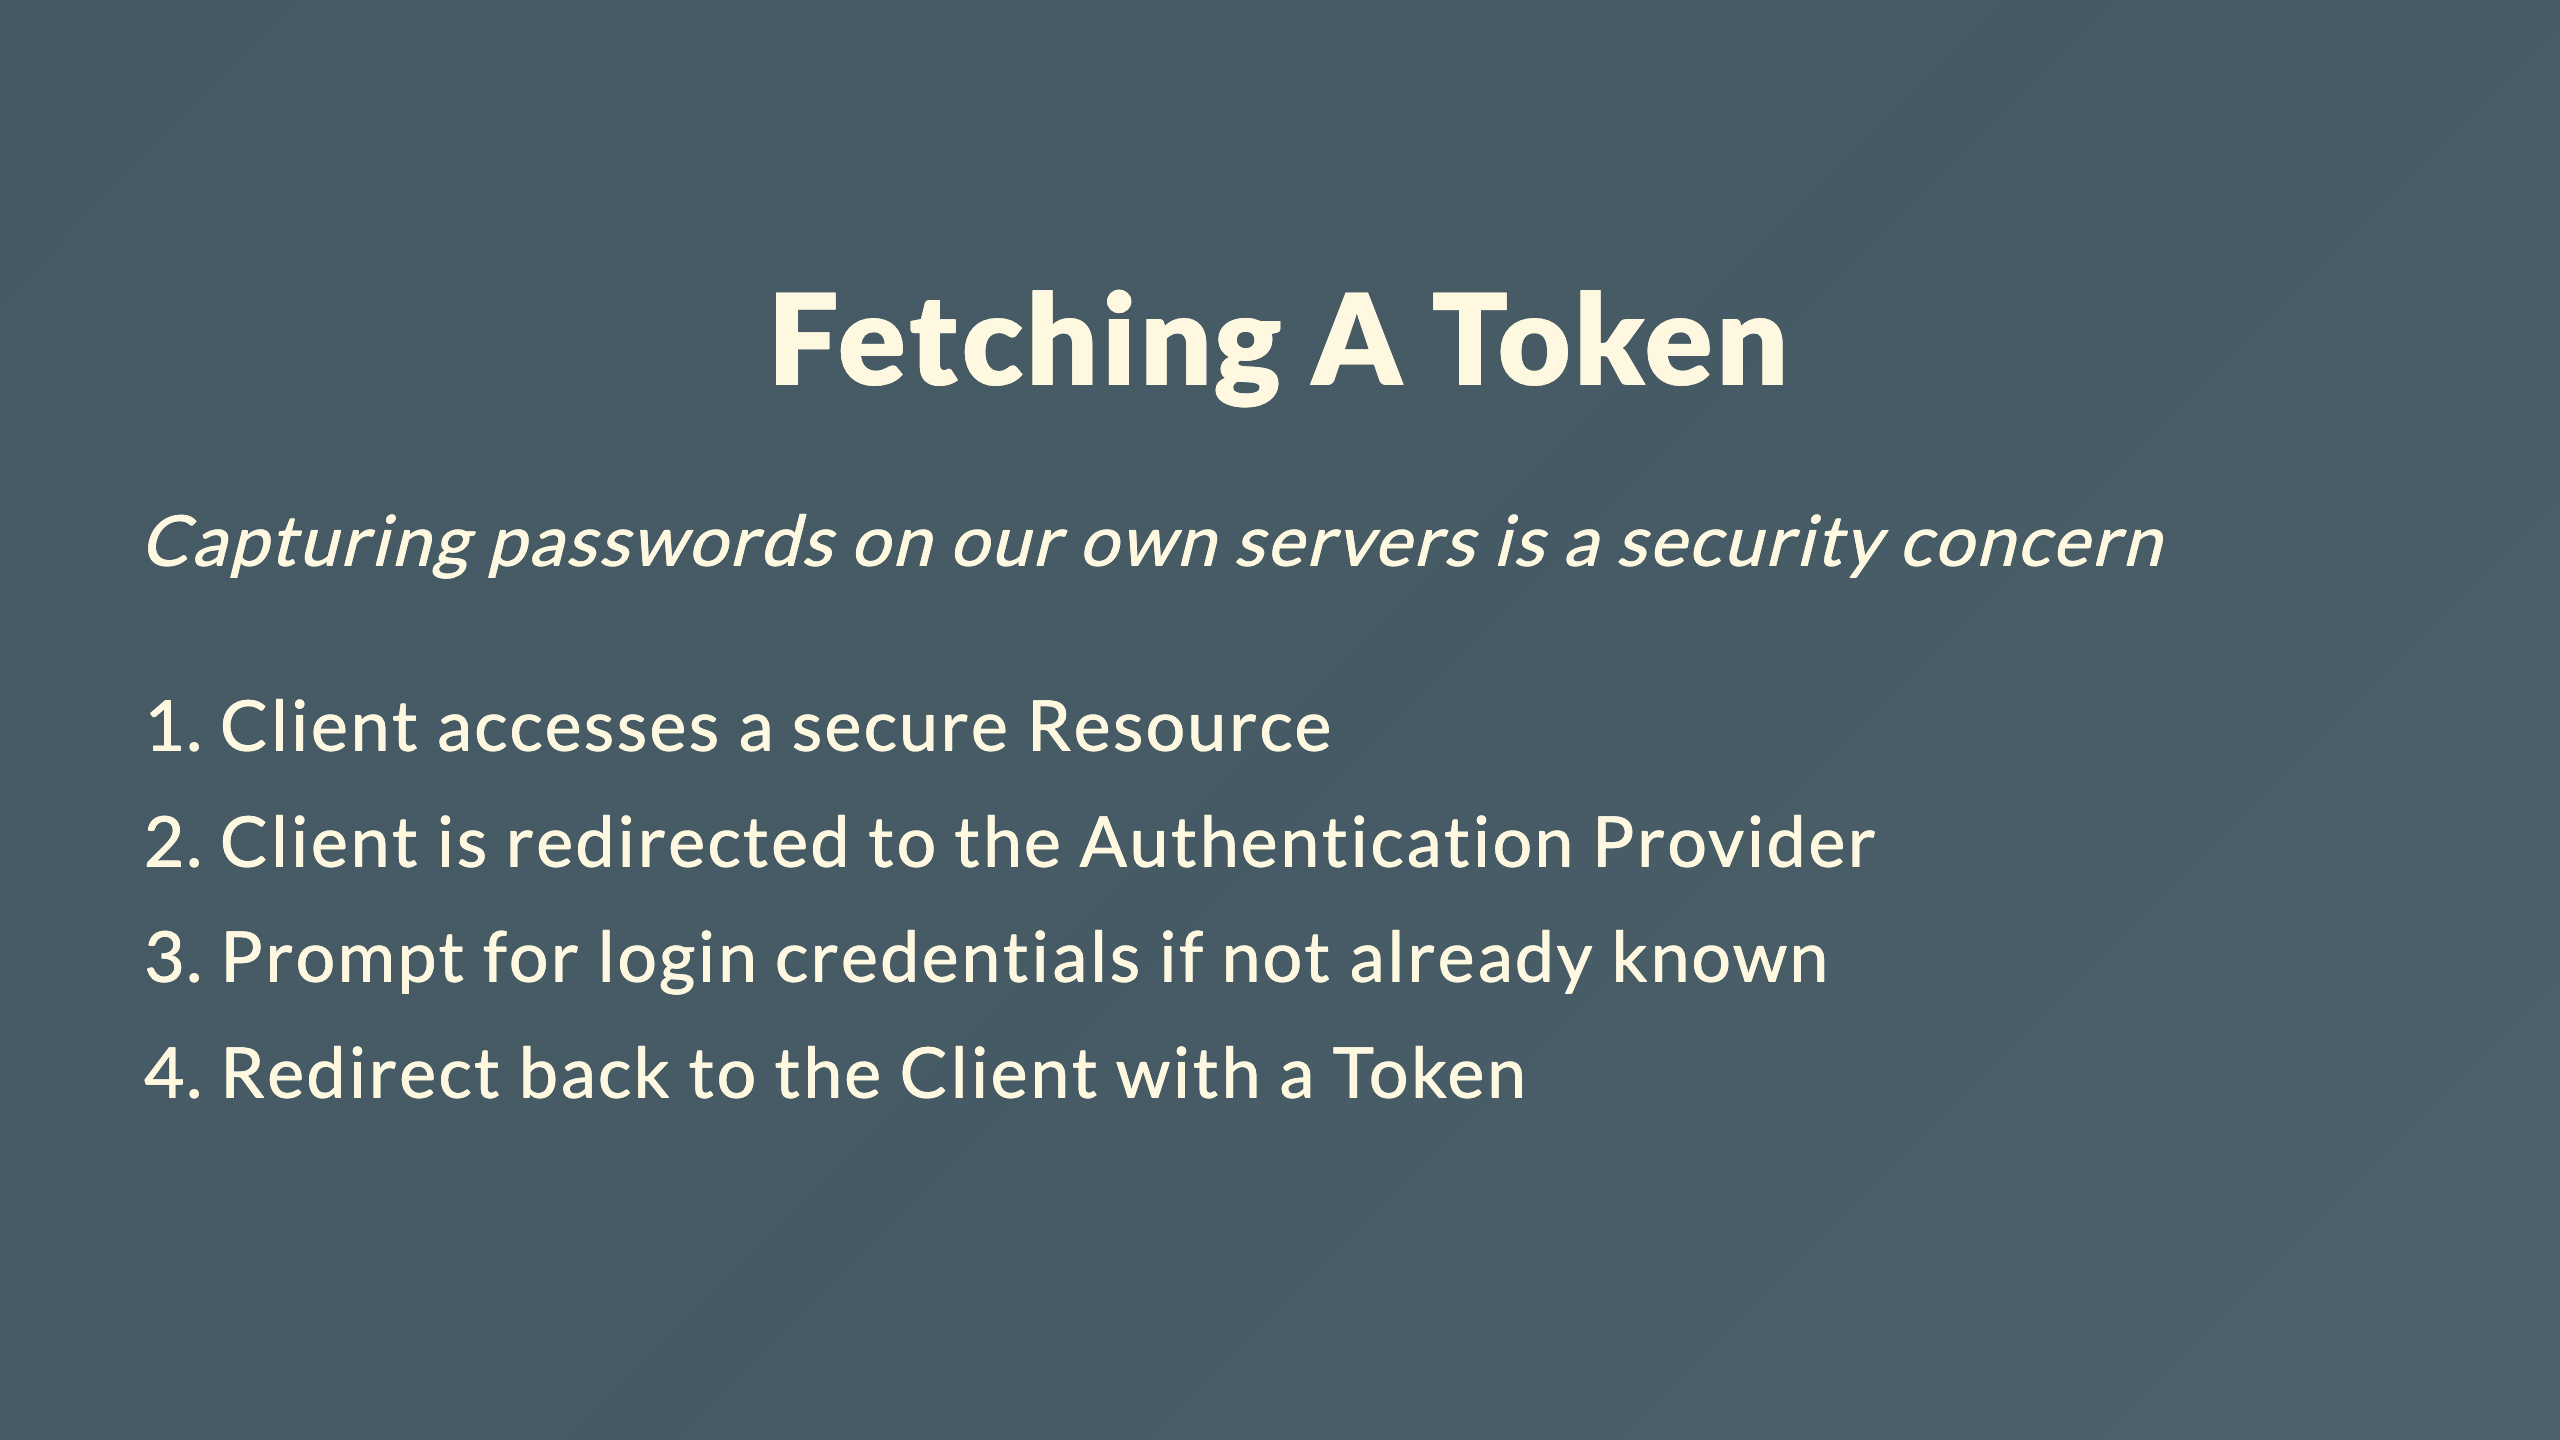 Fetching A Token
Capturing passwords on our own servers is a security concern
1. Client accesses a secure Resource
2. Client is redirected to the Authentication Provider
3. Prompt for login credentials if not already known
4. Redirect back to the Client with a Token